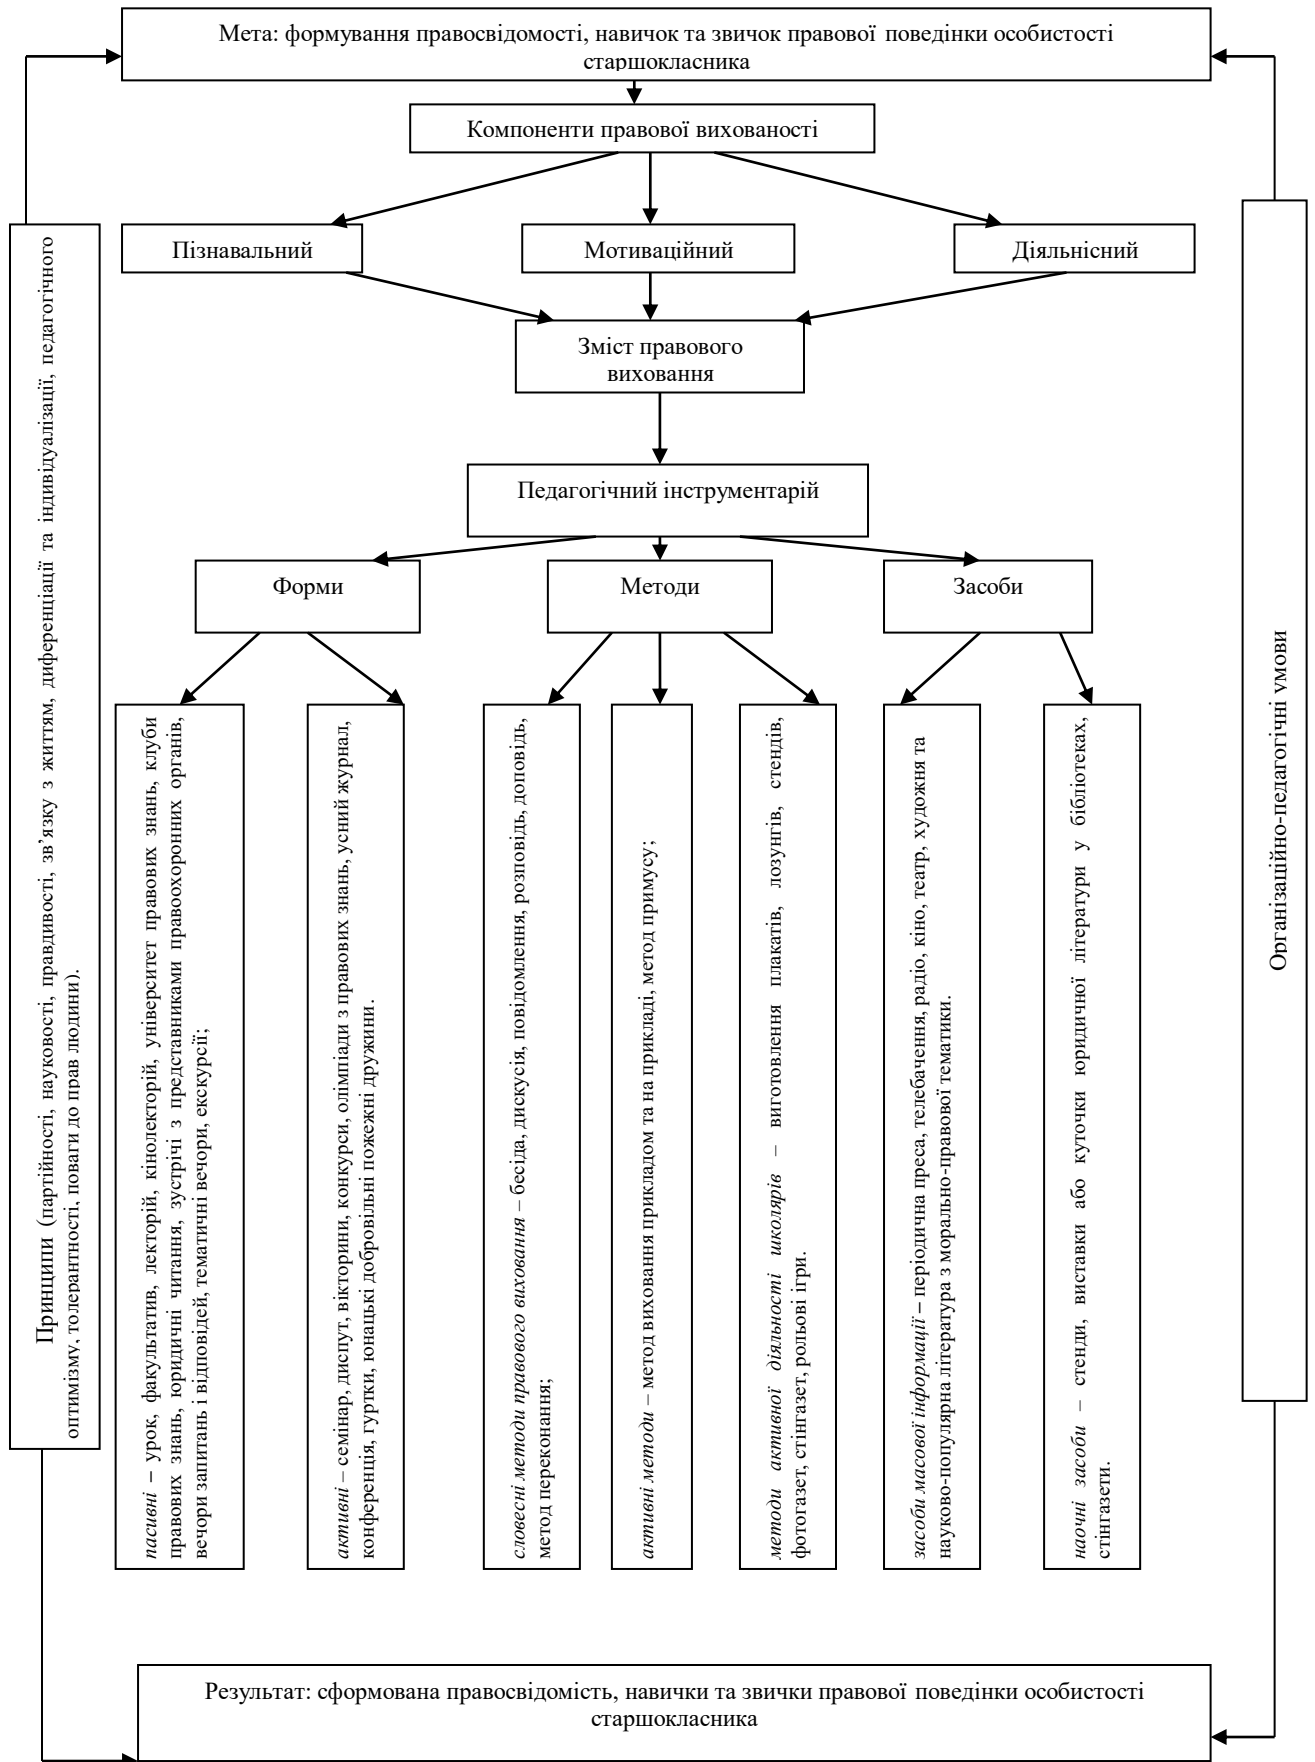 Мета: формування правосвідомості, навичок та звичок правової поведінки особистості
старшокласника
Компоненти правової вихованості
Пізнавальний
Мотиваційний
Діяльнісний
Зміст правового
виховання
Педагогічний інструментарій
Форми
Методи
Засоби
Принципи (партійності, науковості, правдивості, зв’язку з життям, диференціації та індивідуалізації, педагогічного
оптимізму, толерантності, поваги до прав людини).
пасивні – урок, факультатив, лекторій, кінолекторій, університет правових знань, клуби
правових знань, юридичні читання, зустрічі з представниками правоохоронних органів,
вечори запитань і відповідей, тематичні вечори, екскурсії;
активні – семінар, диспут, вікторини, конкурси, олімпіади з правових знань, усний журнал,
конференція, гуртки, юнацькі добровільні пожежні дружини.
словесні методи правового виховання – бесіда, дискусія, повідомлення, розповідь, доповідь,
метод переконання;
активні методи – метод виховання прикладом та на прикладі, метод примусу;
методи активної діяльності школярів – виготовлення плакатів, лозунгів, стендів,
фотогазет, стінгазет, рольові ігри.
засоби масової інформації – періодична преса, телебачення, радіо, кіно, театр, художня та
науково-популярна література з морально-правової тематики.
наочні засоби – стенди, виставки або куточки юридичної літератури у бібліотеках,
стінгазети.
Організаційно-педагогічні умови
Результат: сформована правосвідомість, навички та звички правової поведінки особистості
старшокласника